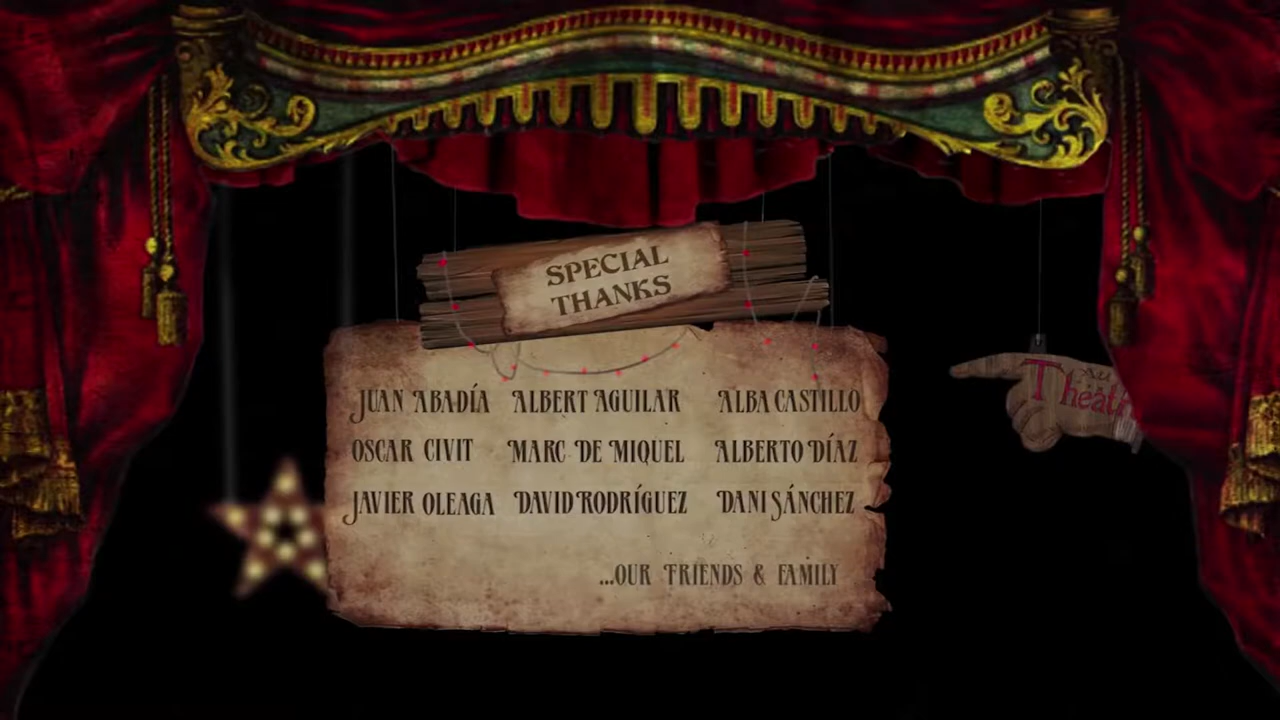 SPECIAL
THANKS
JUAN ABADÍA ALBERT AGUILAR ALBA CASTILLO
OSCAR CIVIT MARC DE MIQUEL ALBERTO DÍAZ
JAVIER OLEAGA DAVID RODRÍGUEZ DANI SÁNCHEZ
...OUR FRIENDS & FAMILY